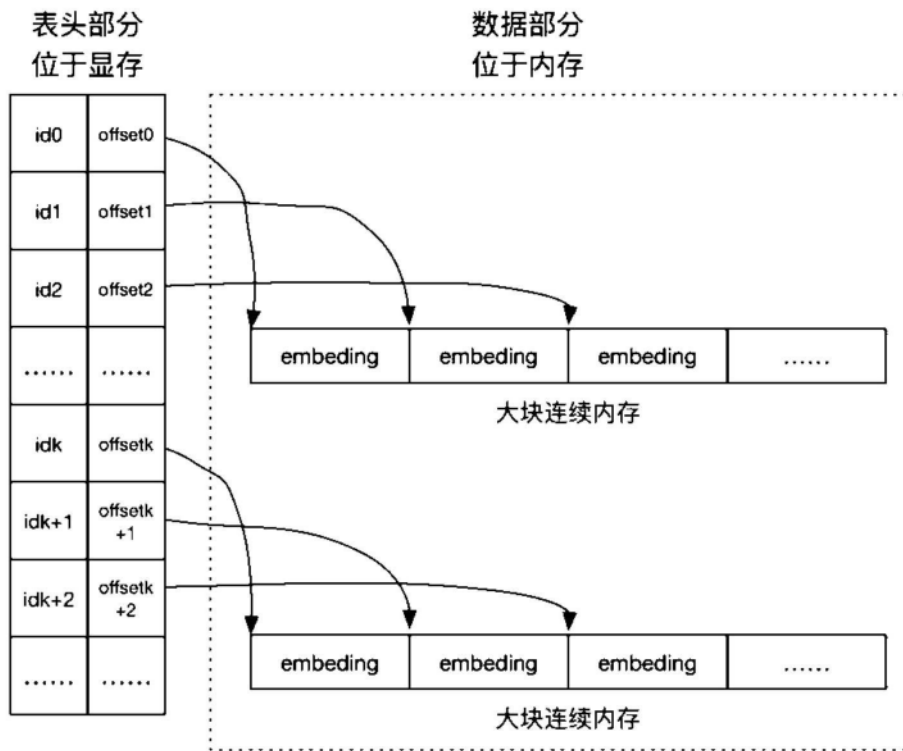 表头部分
位于显存
数据部分
位于内存
id0 offset0
id1 offset1
id2 offset2
...... ......
idk offsetk
idk+1 offsetk
+1
idk+2 offsetk
+2
...... ......
embeding embeding embeding ......
大块连续内存
embeding embeding embeding ......
大块连续内存